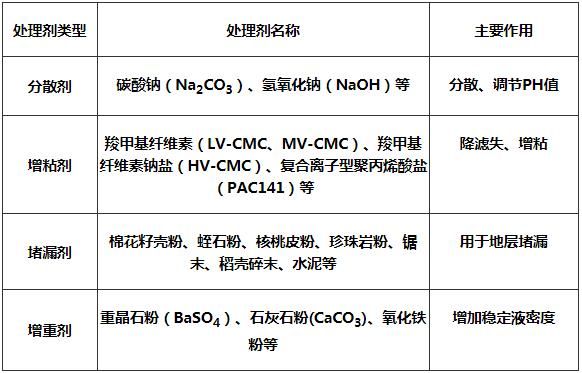 处理剂类型 处理剂名称 主要作用
分散剂 碳酸钠（Na₂CO₃）、氢氧化钠（NaOH）等 分散、调节PH值
增粘剂 羧甲基纤维素（LV-CMC、MV-CMC）、羧甲基
纤维素钠盐（HV-CMC）、复合离子型聚丙烯酸盐
（PAC141）等
降滤失、增粘
堵漏剂 棉花籽壳粉、蛭石粉、核桃皮粉、珍珠岩粉、锯
末、稻壳碎末、水泥等
用于地层堵漏
增重剂 重晶石粉（BaSO₄）、石灰石粉(CaCO₃)、氧化铁
粉等
增加稳定液密度